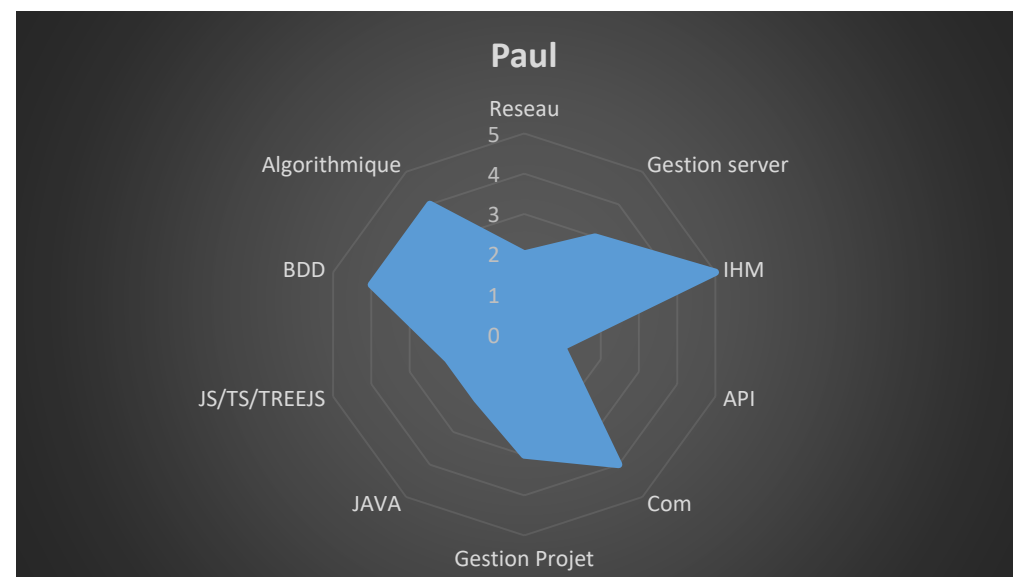 Paul
Reseau
5
Algorithmique
Gestion server
4
3
2
BDD
IHM
1
0
JS/TS/TREEJS
API
JAVA
Com
Gestion Projet